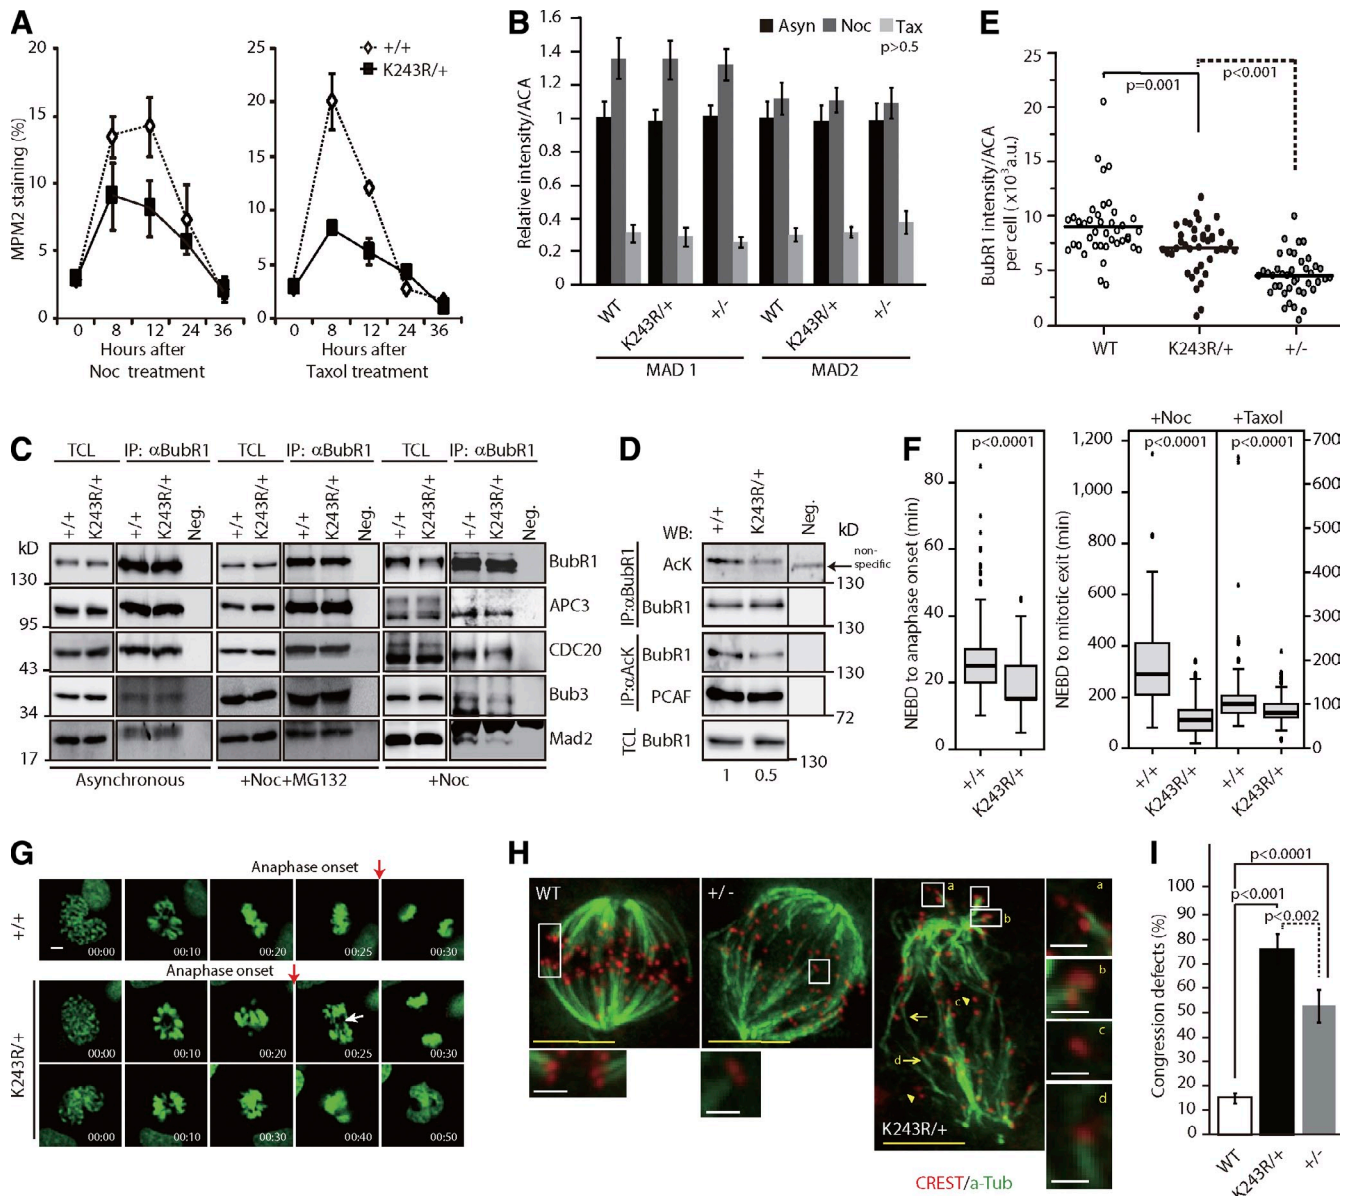 A
+/+
K243R/+
MPM2 staining (%)
20
15
10
5
0
0 8 12 24 36
Hours after
Noc treatment
25
20
15
10
5
0
0 8 12 24 36
Hours after
Taxol treatment
B
Asyn Noc Tax
p>0.5
Relative intensity/ACA
1.6
1.4
1.2
1.0
0.8
0.6
0.4
0.2
0
WT K243R/+ +/- WT K243R/+ +/-
MAD 1 MAD2
E
BubR1 intensity/ACA
per cell ( x10³a.u.)
25
20
15
10
5
0
p=0.001
p<0.001
WT K243R/+ +/-
C
TCL IP: αBubR1 TCL IP: αBubR1 TCL IP: αBubR1
+/+ K243R/+ +/+ K243R/+ Neg. +/+ K243R/+ +/+ K243R/+ Neg. +/+ K243R/+ +/+ K243R/+ Neg.
kD
130 BubR1
95 APC3
43 CDC20
34 Bub3
17 Mad2
Asynchronous +Noc+MG132 +Noc
D
+/+ K243R/+ Neg.
WB: kD
IP:αBubR1
AcK non-specific
130
BubR1
130
IP:αAcK
BubR1
130
PCAF
72
TCL
BubR1
130
1 0.5
F
NEBD to anaphase onset (min)
80
60
40
20
0
p<0.0001
+/+ K243R/+
+Noc +Taxol
NEBD to mitotic exit (min)
1,200
1,000
800
600
400
200
0
p<0.0001 p<0.0001
700
600
500
400
300
200
100
0
+/+ K243R/+ +/+ K243R/+
G
Anaphase onset
+/+
00:00 00:10 00:20 00:25 00:30
Anaphase onset
K243R/+
00:00 00:10 00:20 00:25 00:30
00:00 00:10 00:30 00:40 00:50
H
WT
+/-
a
b
c
d
K243R/+
a
b
c
d
CREST/a-Tub
I
p<0.0001
p<0.001
p<0.002
Congression defects (%)
100
90
80
70
60
50
40
30
20
10
0
WT K243R/+ +/-